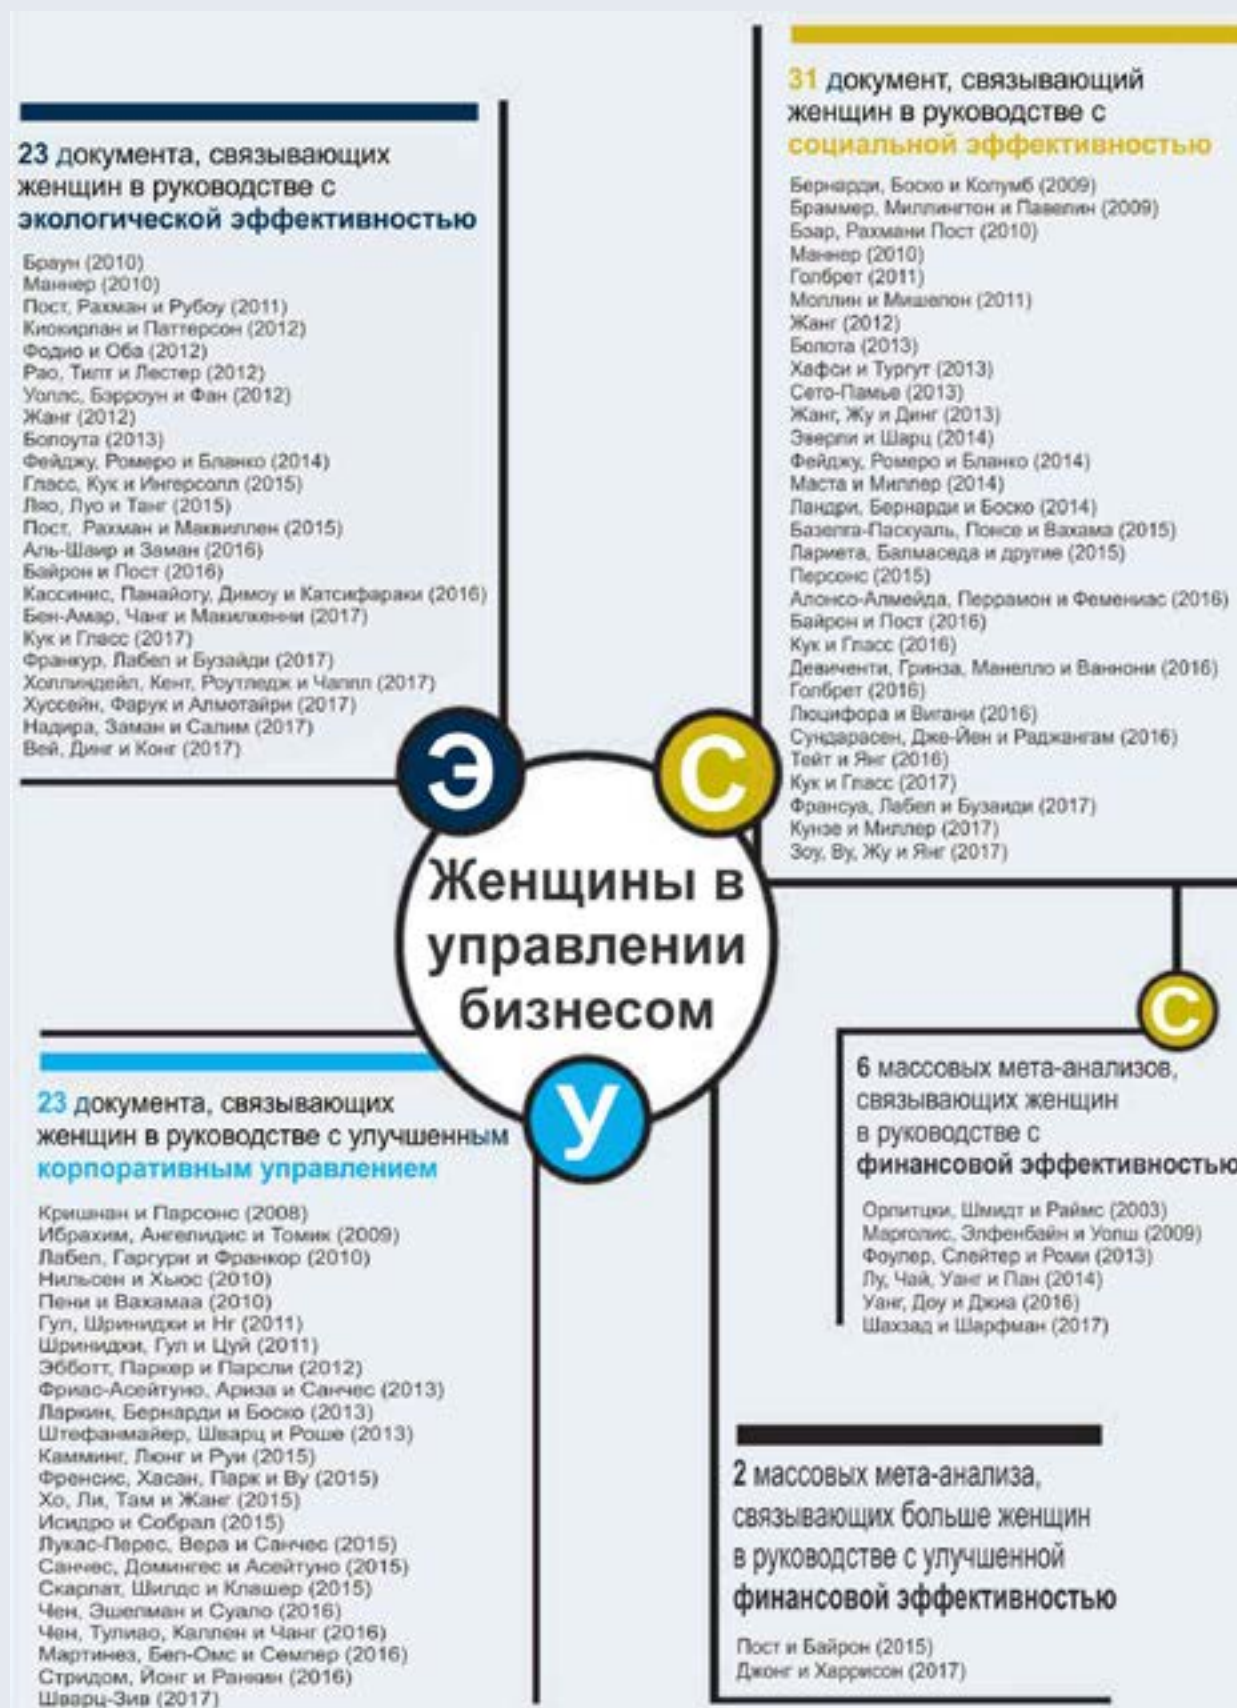 23 документа, связывающих
женщин в руководстве с
экологической эффективностью
Браун (2010)
Маннер (2010)
Пост, Рахман и Рубоу (2011)
Киокирлан и Паттерсон (2012)
Фодио и Оба (2012)
Рао, Тилт и Лестер (2012)
Уоллс, Бэрроун и Фан (2012)
Жанг (2012)
Болоута (2013)
Фейджу, Ромеро и Бланко (2014)
Гласс, Кук и Ингерсолл (2015)
Ляо, Луо и Танг (2015)
Пост, Рахман и Маквиллен (2015)
Аль-Шаир и Заман (2016)
Байрон и Пост (2016)
Кассинис, Панайоту, Димоу и Катсифараки (2016)
Бен-Амар, Чанг и Макилкенни (2017)
Кук и Гласс (2017)
Франкур, Лабел и Бузайди (2017)
Холлиндейл, Кент, Роутледж и Чаппл (2017)
Хуссейн, Фарук и Алмотайри (2017)
Надира, Заман и Салим (2017)
Вей, Динг и Конг (2017)
31 документ, связывающий
женщин в руководстве с
социальной эффективностью
Бернарди, Боско и Колумб (2009)
Браммер, Миллингтон и Павелин (2009)
Бэар, Рахмани Пост (2010)
Маннер (2010)
Голбрет (2011)
Моллин и Мишелон (2011)
Жанг (2012)
Болота (2013)
Хафси и Тургут (2013)
Сето-Памье (2013)
Жанг, Жу и Динг (2013)
Эверли и Шарц (2014)
Фейджу, Ромеро и Бланко (2014)
Маста и Миллер (2014)
Ландри, Бернарди и Боско (2014)
Базелга-Паскуаль, Понсе и Вахама (2015)
Лариета, Балмаседа и другие (2015)
Персонс (2015)
Алонсо-Алмейда, Перрамон и Фемениас (2016)
Байрон и Пост (2016)
Кук и Гласс (2016)
Девиченти, Гринза, Манелло и Ваннони (2016)
Голбрет (2016)
Люцифора и Вигани (2016)
Сундарасен, Дже-Йен и Раджангам (2016)
Тейт и Янг (2016)
Кук и Гласс (2017)
Франсуа, Лабел и Бузаиди (2017)
Кунзе и Миллер (2017)
Зоу, Ву, Жу и Янг (2017)
Э
С
Женщины в
управлении
бизнесом
У
23 документа, связывающих
женщин в руководстве с улучшенным
корпоративным управлением
Кришнан и Парсонс (2008)
Ибрахим, Ангелидис и Томик (2009)
Лабел, Гаргури и Франкор (2010)
Нильсен и Хьюс (2010)
Пени и Вахамаа (2010)
Гул, Шринидхи и Нг (2011)
Шринидхи, Гул и Цуй (2011)
Эбботт, Паркер и Парсли (2012)
Фриас-Асейтуно, Ариза и Санчес (2013)
Ларкин, Бернарди и Боско (2013)
Штефанмайер, Шварц и Роше (2013)
Камминг, Люнг и Руи (2015)
Френсис, Хасан, Парк и Ву (2015)
Хо, Ли, Там и Жанг (2015)
Исидро и Собрал (2015)
Лукас-Перес, Вера и Санчес (2015)
Санчес, Домингес и Асейтуно (2015)
Скарлат, Шилдс и Клашер (2015)
Чен, Эшелман и Суало (2016)
Чен, Тулиао, Каллен и Чанг (2016)
Мартинез, Бел-Омс и Семпер (2016)
Стридом, Йонг и Ранкин (2016)
Шварц-Зив (2017)
С
6 массовых мета-анализов,
связывающих женщин
в руководстве с
финансовой эффективностью
Орлитцки, Шмидт и Раймс (2003)
Марголис, Элфенбайн и Уолш (2009)
Фоулер, Слейтер и Роми (2013)
Лу, Чай, Уанг и Пан (2014)
Уанг, Доу и Джиа (2016)
Шахзад и Шарфман (2017)
2 массовых мета-анализа,
связывающих больше женщин
в руководстве с улучшенной
финансовой эффективностью
Пост и Байрон (2015)
Джонг и Харрисон (2017)